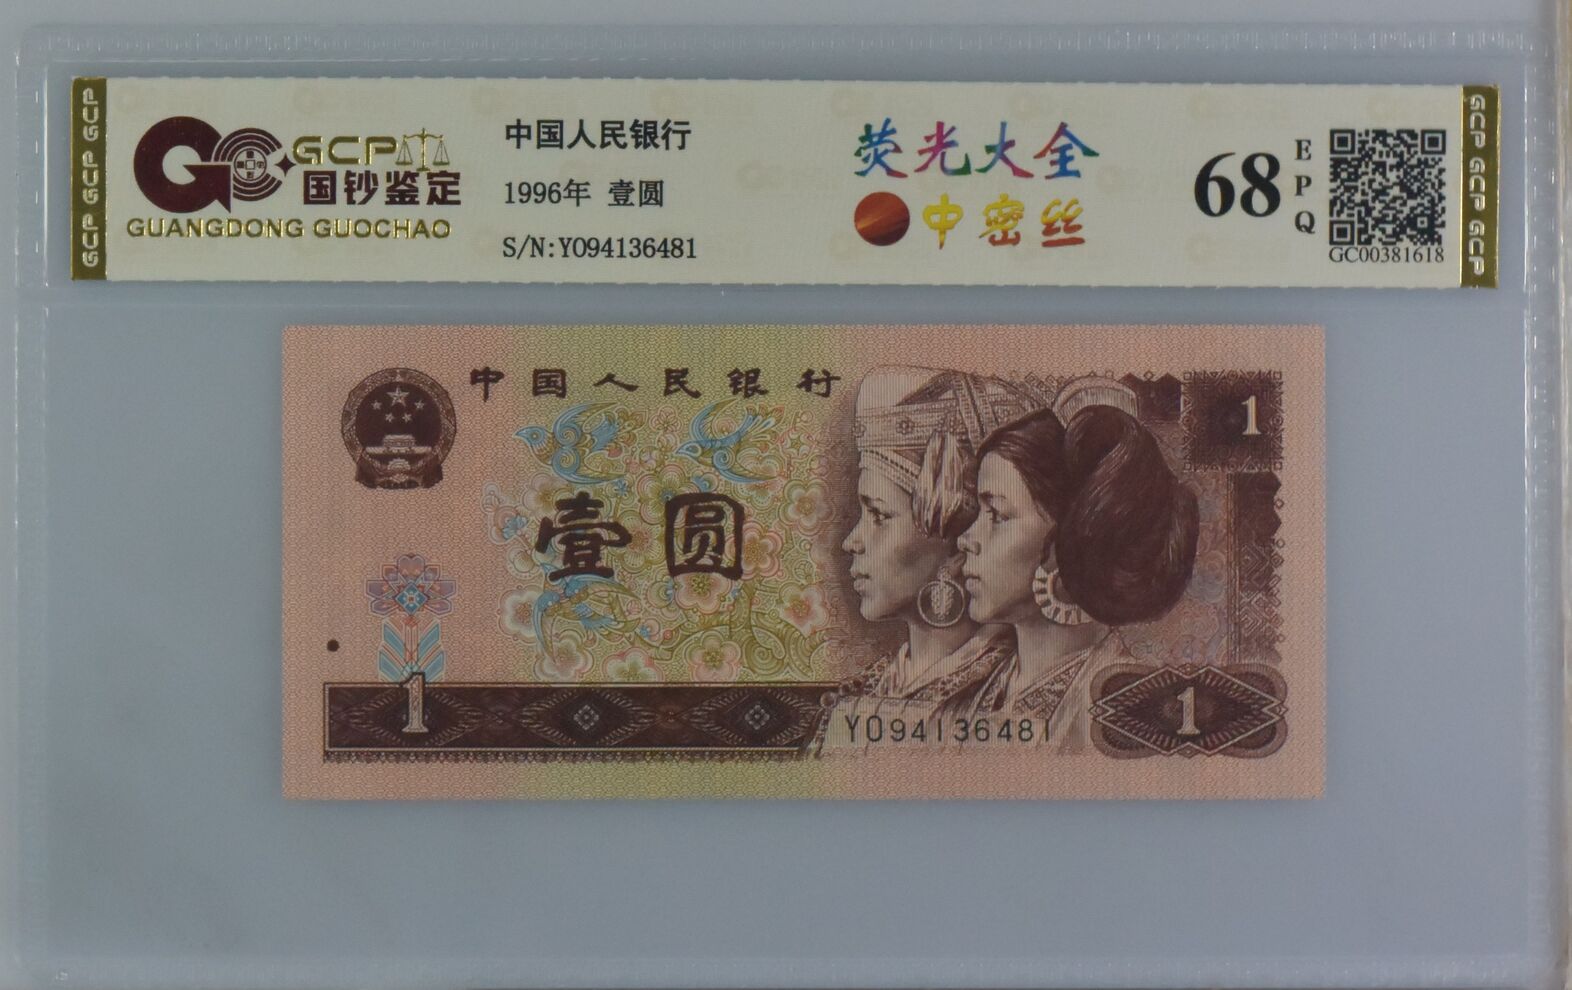 GCP
国钞鉴定
GUANGDONG GUOCHAO
中国人民银行
1996年 壹圆
S/N:Y094136481
荧光大全
中密丝
68
EPQ
GC00381618
GCP GCP GCP
GCP GCP GCP
中国人民银行
壹圆
1
1
1
Y094136481